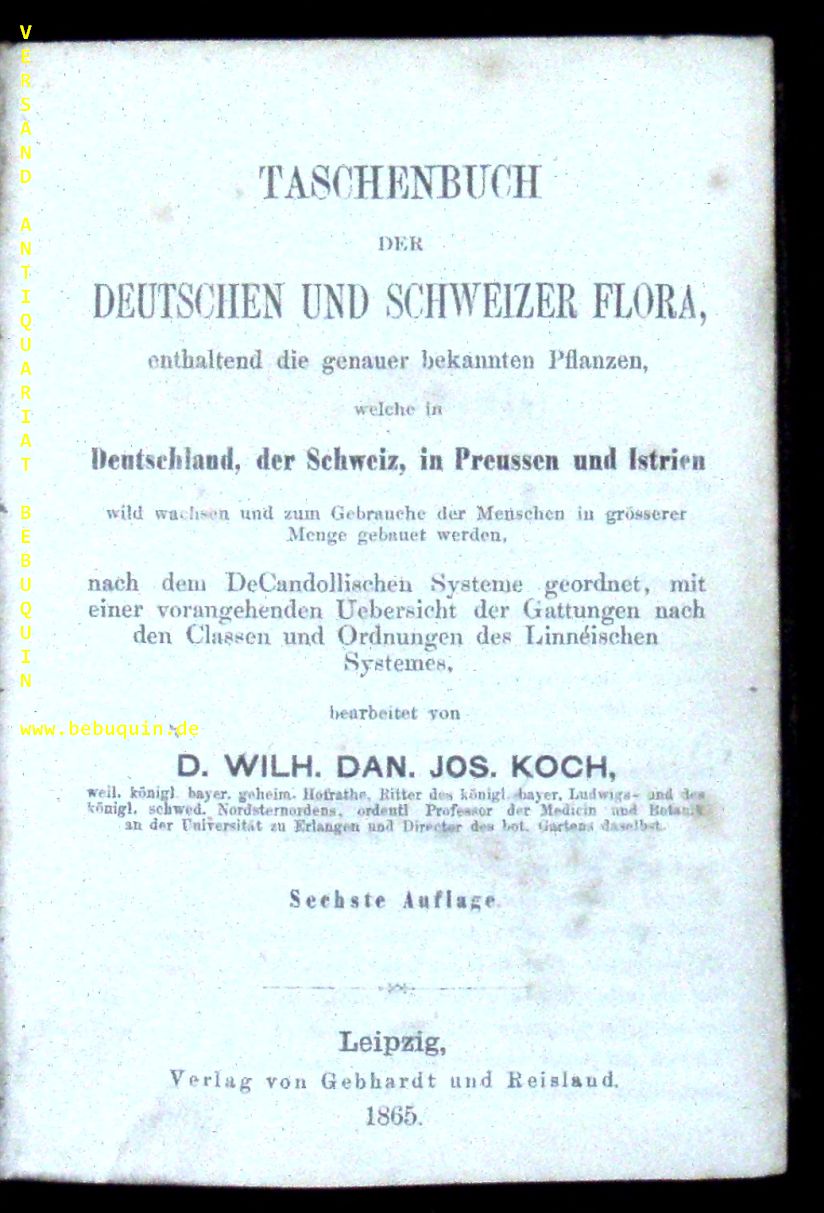 VERSAND ANTIQUARIAT BEBUQUIN
www.bebuquin.de
TASCHENBUCH
DER
DEUTSCHEN UND SCHWEIZER FLORA,
enthaltend die genauer bekannten Pflanzen,
welche in
Deutschland, der Schweiz, in Preussen und Istrien
wild wachsen und zum Gebrauche der Menschen in grösserer
Menge gebauet werden,
nach dem DeCandollischen Systeme geordnet, mit
einer vorangehenden Uebersicht der Gattungen nach
den Classen und Ordnungen des Linnéischen
Systemes,
bearbeitet von
D. WILH. DAN. JOS. KOCH,
weil. königl. bayer. geheim. Hofrathe, Ritter des königl. bayer. Ludwigs- und des
königl. schwed. Nordsternordens, ordentl Professor der Medicin und Botanik
an der Universität zu Erlangen und Director des bot. Gartens daselbst.
Sechste Auflage.
Leipzig,
Verlag von Gebhardt und Reisland.
1865.